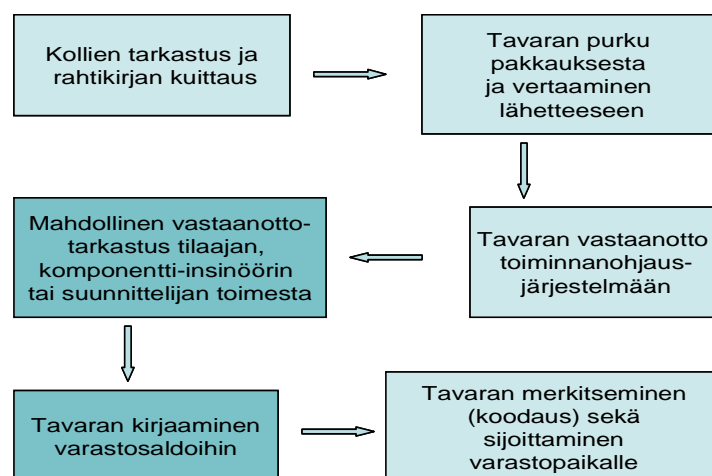 Kollien tarkastus ja
rahtikirjan kuittaus
Tavaran purku
pakkauksesta
ja vertaaminen
lähetteeseen
Tavaran vastaanotto
toiminnanohjaus-
järjestelmään
Mahdollinen vastaanotto-
tarkastus tilaajan,
komponentti-insinöörin
tai suunnittelijan toimesta
Tavaran kirjaaminen
varastosaldoihin
Tavaran merkitseminen
(koodaus) sekä
sijoittaminen
varastopaikalle